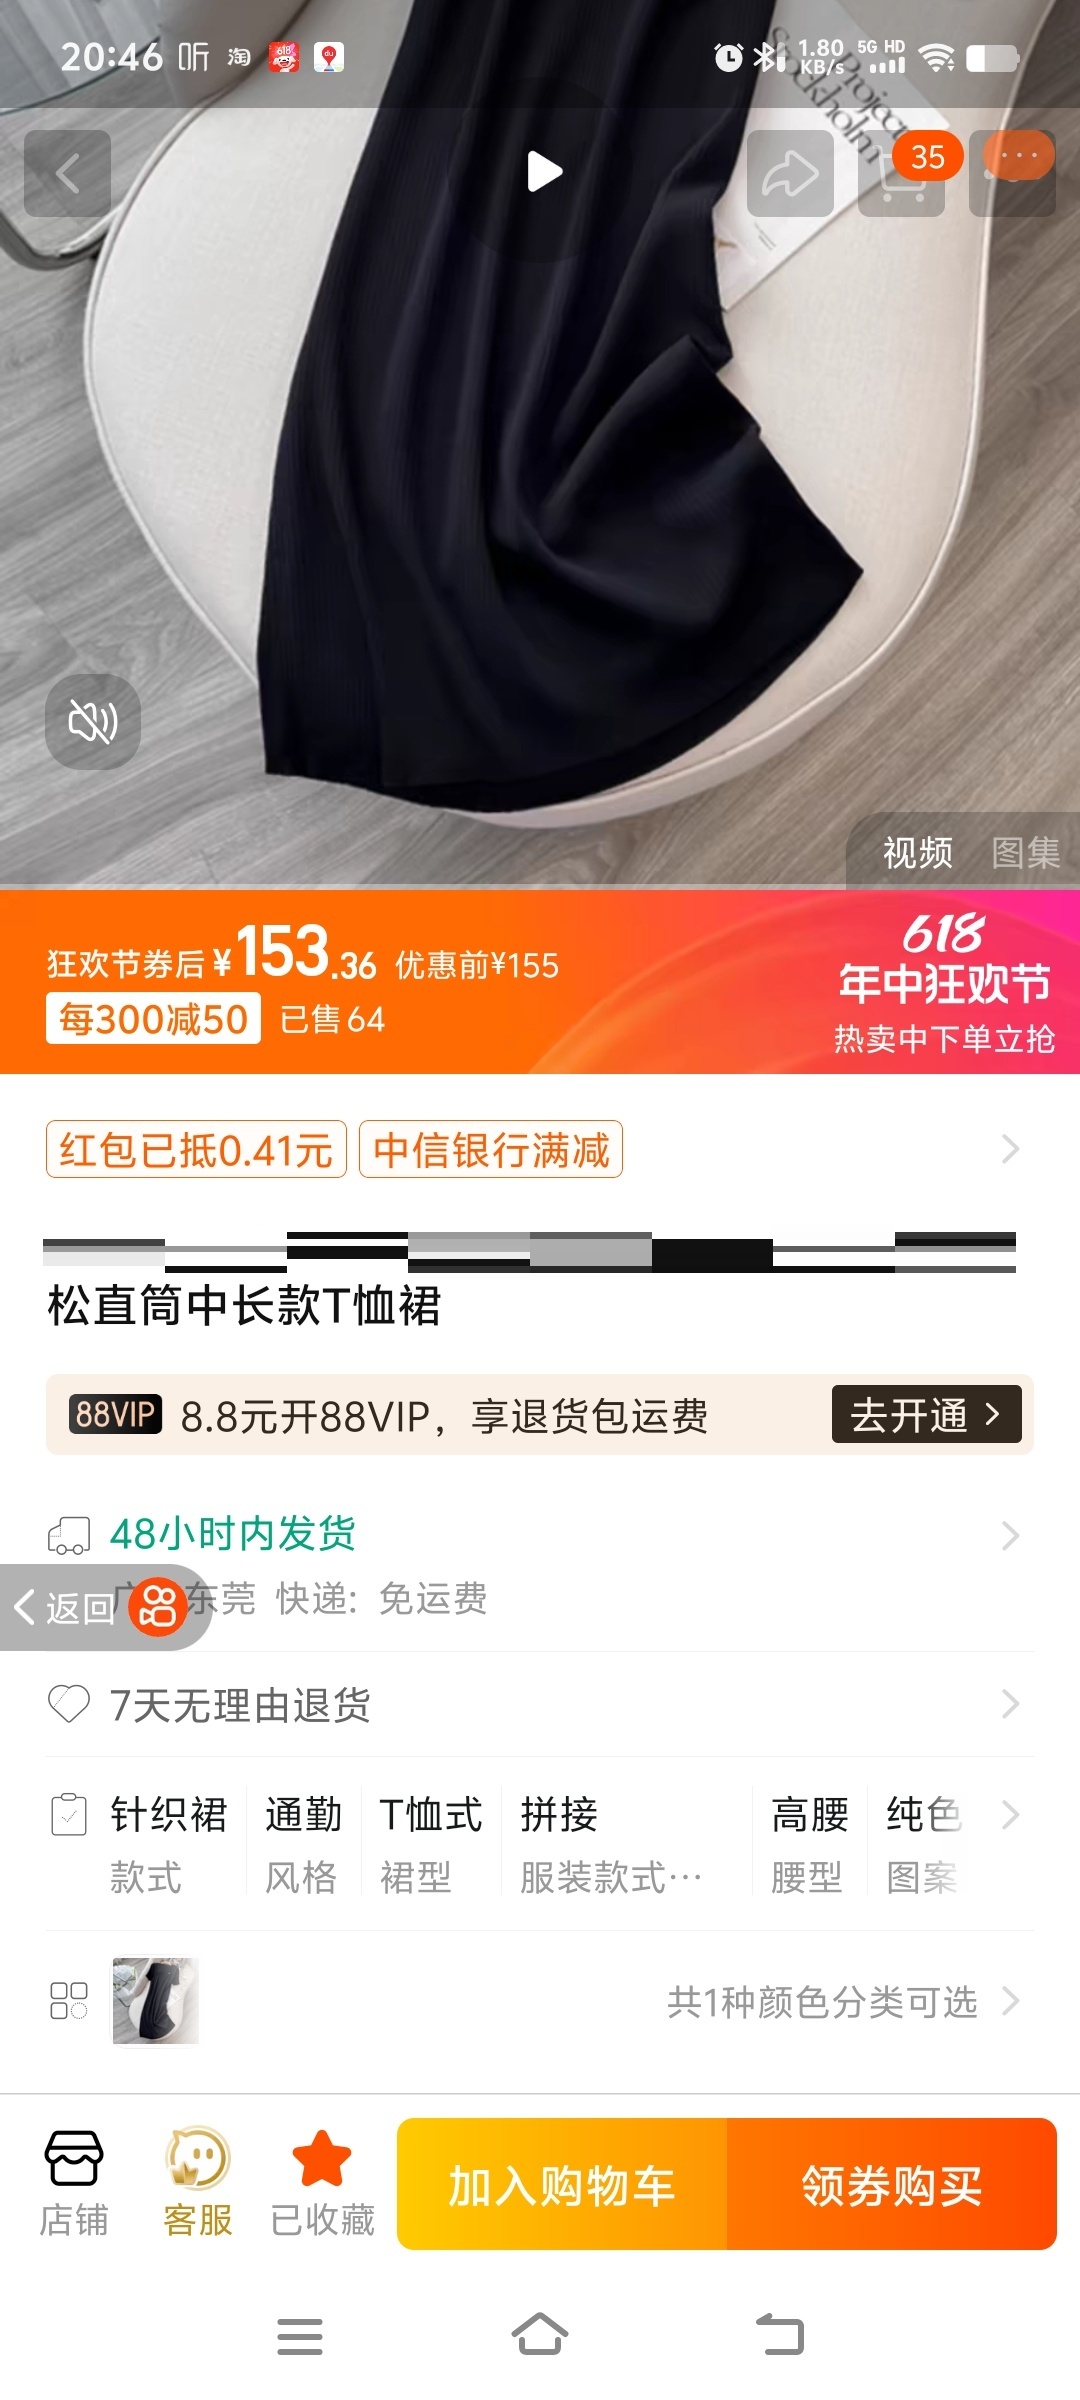 20:46 听 淘 618 du 1.80 KB/s 5G HD
Project
35
视频 图集
狂欢节券后¥153.36 优惠前¥155
每300减50 已售64
618
年中狂欢节
热卖中下单立抢
红包已抵0.41元 中信银行满减
松直筒中长款T恤裙
88VIP 8.8元开88VIP，享退货包运费 去开通
48小时内发货
东莞 快递: 免运费
返回
7天无理由退货
针织裙 通勤 T恤式 拼接 高腰 纯色
款式 风格 裙型 服装款式… 腰型 图案
共1种颜色分类可选
店铺 客服 已收藏 加入购物车 领券购买